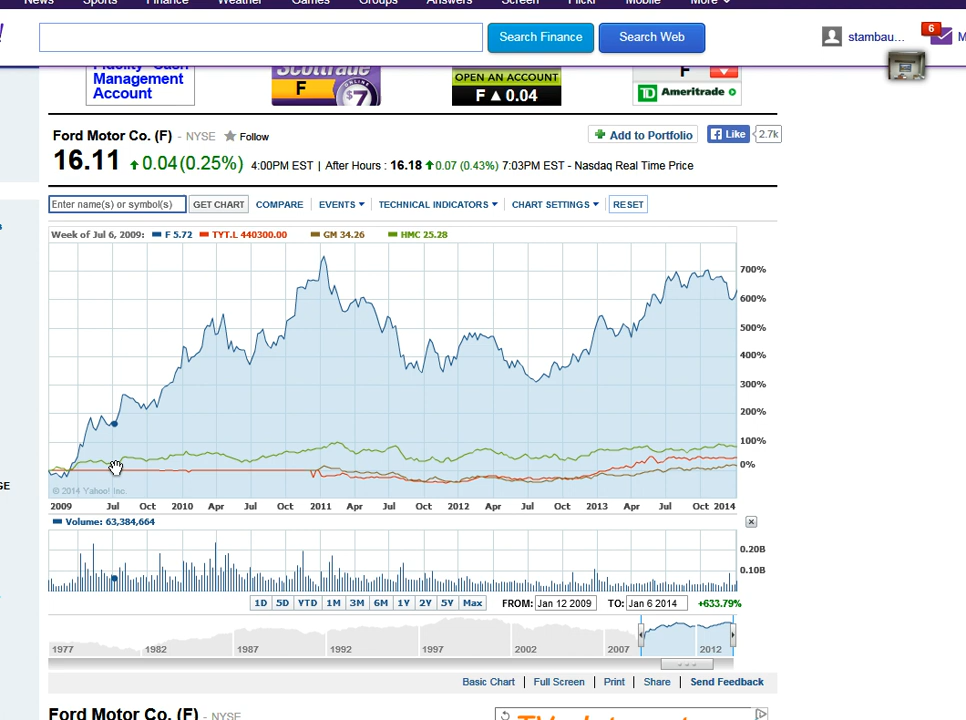 News Sports Finance Weather Games Groups Answers Screen Flickr Mobile More
Search Finance Search Web stambau... 6 M
Fidelity Cash
Management
Account
Scottrade
F
ONLINE
$7
OPEN AN ACCOUNT
F ▲ 0.04
F ▼
TD Ameritrade
Ford Motor Co. (F) - NYSE Follow
Add to Portfolio Like 2.7k
16.11 0.04 (0.25%) 4:00PM EST | After Hours : 16.18 0.07 (0.43%) 7:03PM EST - Nasdaq Real Time Price
Enter name(s) or symbol(s) GET CHART COMPARE EVENTS TECHNICAL INDICATORS CHART SETTINGS RESET
Week of Jul 6, 2009: F 5.72 TYT.L 440300.00 GM 34.26 HMC 25.28
700%
600%
500%
400%
300%
200%
100%
0%
GE
© 2014 Yahoo! Inc.
2009 Jul Oct 2010 Apr Jul Oct 2011 Apr Jul Oct 2012 Apr Jul Oct 2013 Apr Jul Oct 2014
Volume: 63,384,664
0.20B
0.10B
1D 5D YTD 1M 3M 6M 1Y 2Y 5Y Max FROM: Jan 12 2009 TO: Jan 6 2014 +633.79%
1977 1982 1987 1992 1997 2002 2007 2012
Basic Chart | Full Screen | Print | Share | Send Feedback
Ford Motor Co. (F) - NYSE